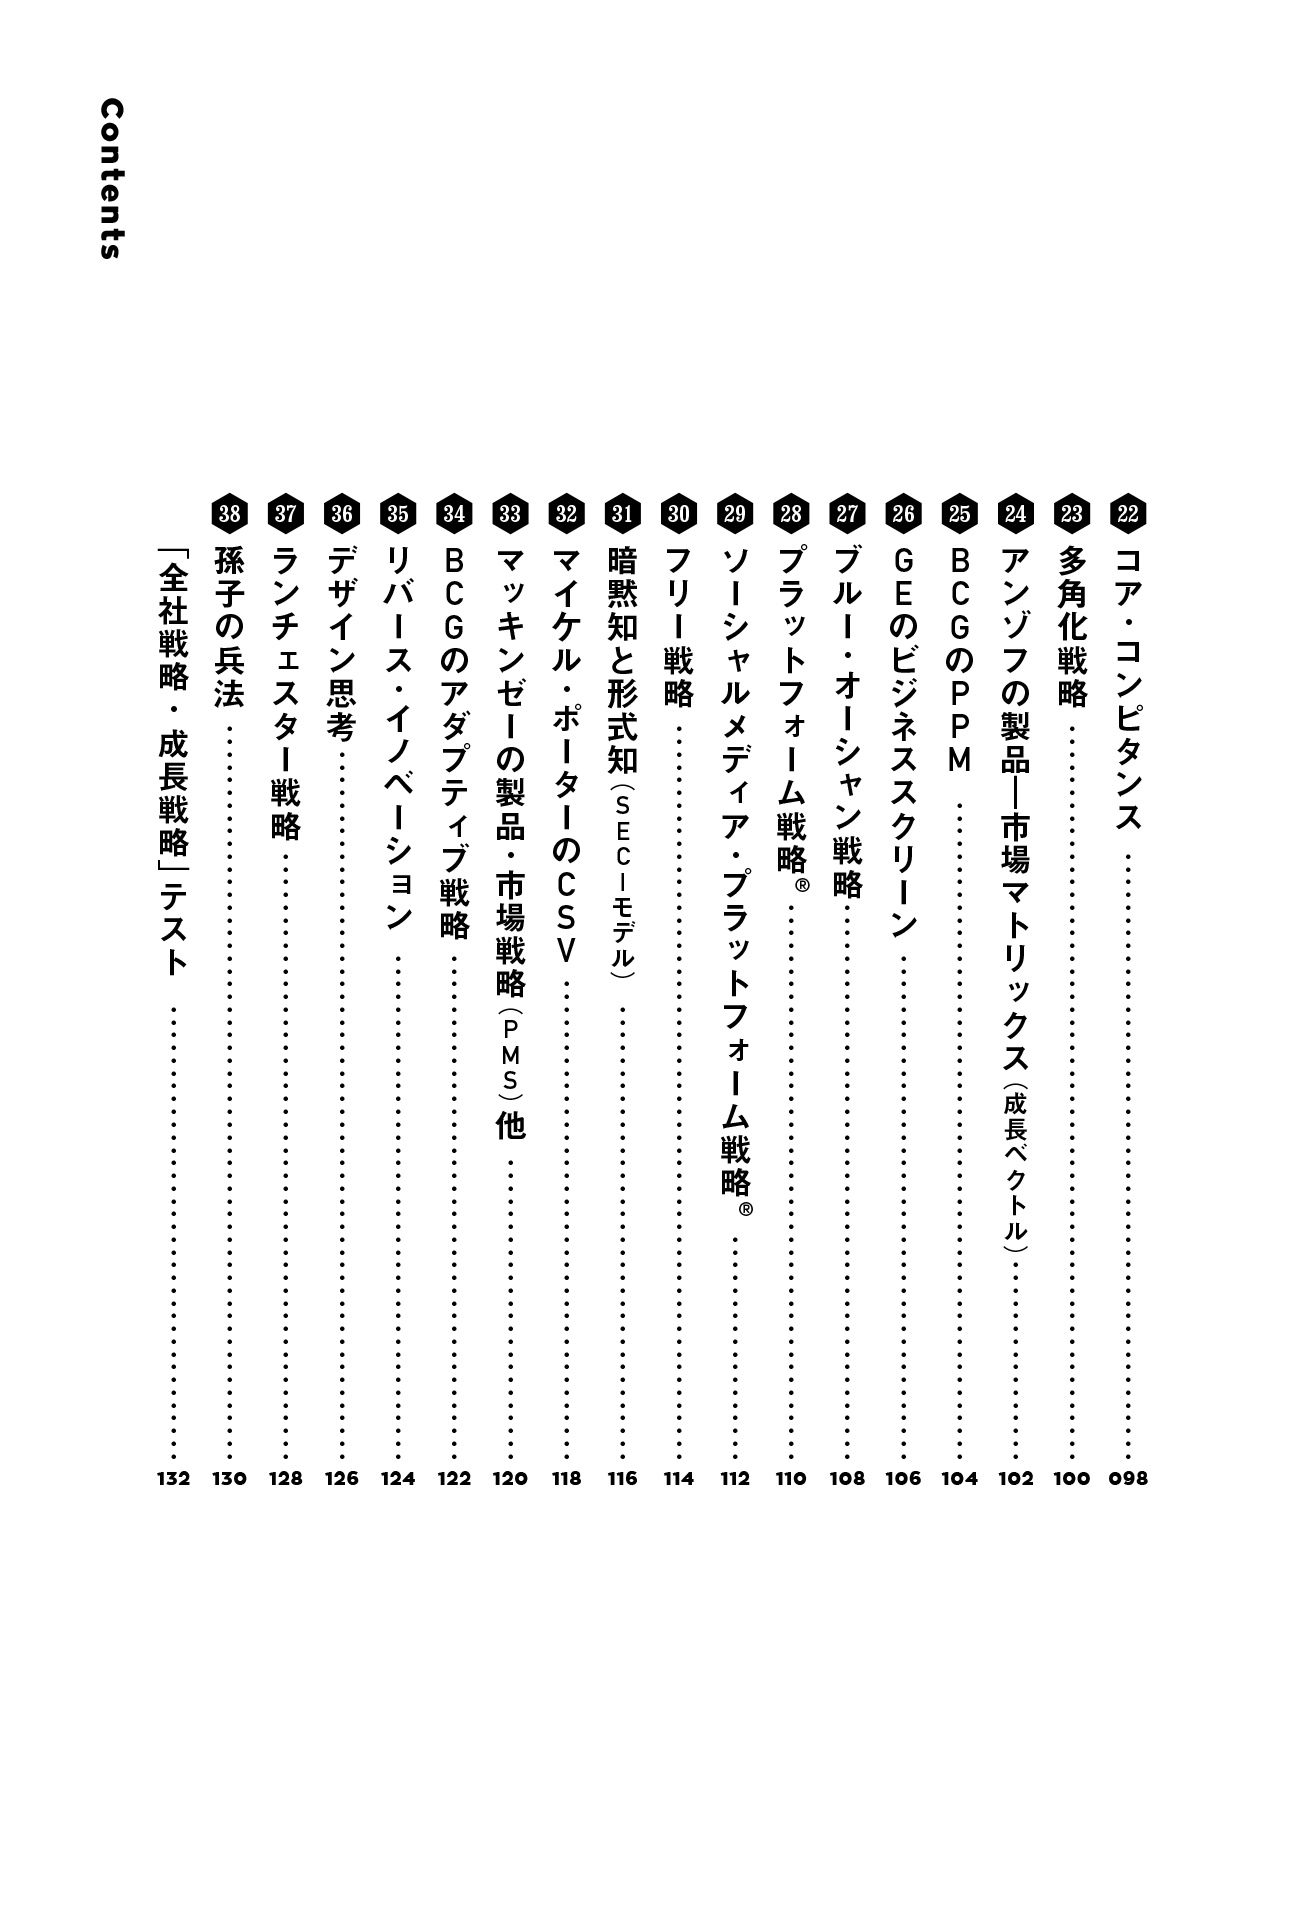 Contents
22 コア・コンピタンス 098
23 多角化戦略 100
24 アンゾフの製品―市場マトリックス(成長ベクトル) 102
25 BCGのPPM 104
26 GEのビジネススクリーン 106
27 ブルー・オーシャン戦略 108
28 プラットフォーム戦略® 110
29 ソーシャルメディア・プラットフォーム戦略® 112
30 フリー戦略 114
31 暗黙知と形式知(SECIーモデル) 116
32 マイケル・ポーターのCSV 118
33 マッキンゼーの製品・市場戦略(PMS)他 120
34 BCGのアダプティブ戦略 122
35 リバース・イノベーション 124
36 デザイン思考 126
37 ランチェスター戦略 128
38 孫子の兵法 130
「全社戦略・成長戦略」テスト 132